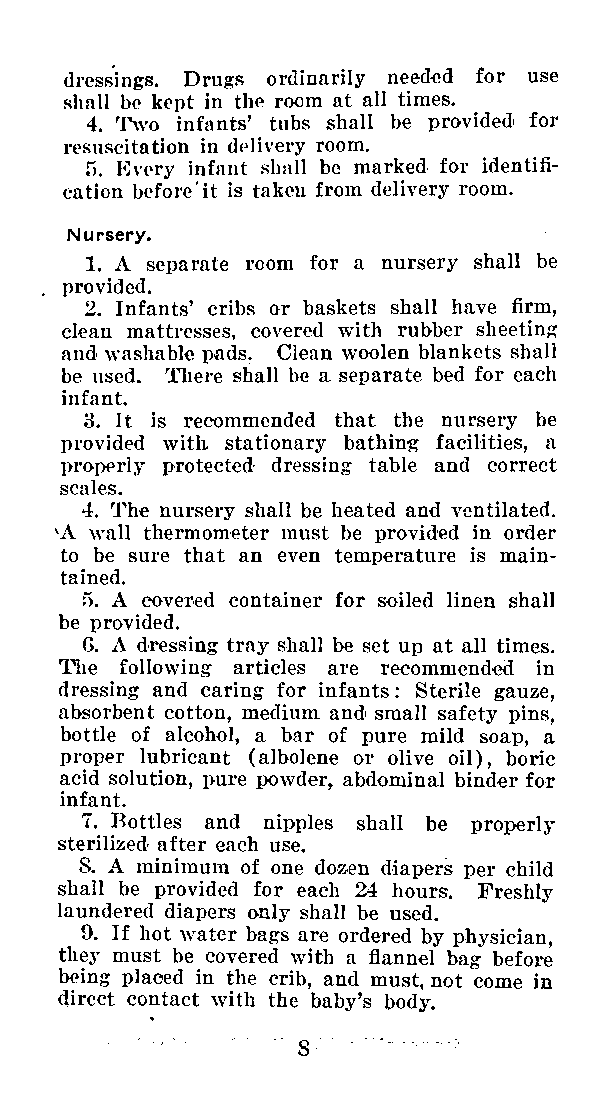 dressings. Drugs ordinarily needed for use
shall be kept in the room at all times.
4. Two infants' tubs shall be provided for
resuscitation in delivery room.
5. Every infant shall be marked for identifi-
cation before it is taken from delivery room.
Nursery.
1. A separate room for a nursery shall be
provided.
2. Infants' cribs or baskets shall have firm,
clean mattresses, covered with rubber sheeting
and washable pads. Clean woolen blankets shall
be used. There shall be a separate bed for each
infant.
3. It is recommended that the nursery be
provided with stationary bathing facilities, a
properly protected dressing table and correct
scales.
4. The nursery shall be heated and ventilated.
A wall thermometer must be provided in order
to be sure that an even temperature is main-
tained.
5. A covered container for soiled linen shall
be provided.
6. A dressing tray shall be set up at all times.
The following articles are recommended in
dressing and caring for infants: Sterile gauze,
absorbent cotton, medium and small safety pins,
bottle of alcohol, a bar of pure mild soap, a
proper lubricant (albolene or olive oil), boric
acid solution, pure powder, abdominal binder for
infant.
7. Bottles and nipples shall be properly
sterilized after each use.
8. A minimum of one dozen diapers per child
shall be provided for each 24 hours. Freshly
laundered diapers only shall be used.
9. If hot water bags are ordered by physician,
they must be covered with a flannel bag before
being placed in the crib, and must not come in
direct contact with the baby's body.
8